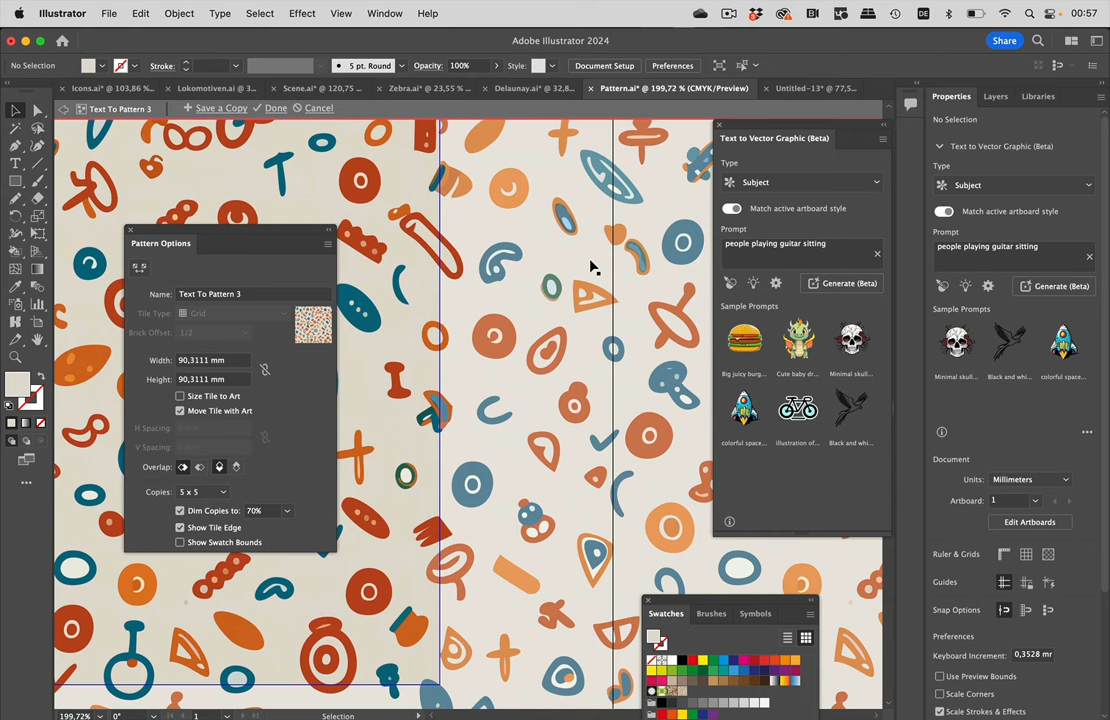 Illustrator File Edit Object Type Select Effect View Window Help DE 00:57
Adobe Illustrator 2024
Share
No Selection Stroke: 5 pt. Round Opacity: 100% Style: Document Setup Preferences
Icons.ai* @ 103,86 %... Lokomotiven.ai @ 3... Scene.ai* @ 120,75 ... Zebra.ai* @ 23,55 % ... Delaunay.ai* @ 32,8... Pattern.ai* @ 199,72 % (CMYK/Preview) Untitled-13* @ 77,5...
Text To Pattern 3 Save a Copy Done Cancel
Pattern Options
Name: Text To Pattern 3
Tile Type: Grid
Brick Offset: 1/2
Width: 90,3111 mm
Height: 90,3111 mm
Size Tile to Art
Move Tile with Art
H Spacing: 0 mm
V Spacing: 0 mm
Overlap:
Copies: 5 x 5
Dim Copies to: 70%
Show Tile Edge
Show Swatch Bounds
Text to Vector Graphic (Beta)
Type
Subject
Match active artboard style
Prompt
people playing guitar sitting
Generate (Beta)
Sample Prompts
Big juicy burg... Cute baby dr... Minimal skull...
colorful space... illustration of... Black and whi...
Swatches Brushes Symbols
Properties Layers Libraries
No Selection
Text to Vector Graphic (Beta)
Type
Subject
Match active artboard style
Prompt
people playing guitar sitting
Generate (Beta)
Sample Prompts
Minimal skull... Black and whi... colorful space...
Document
Units: Millimeters
Artboard: 1
Edit Artboards
Ruler & Grids
Guides
Snap Options
Preferences
Keyboard Increment: 0,3528 mr
Use Preview Bounds
Scale Corners
Scale Strokes & Effects
199,72% 0° 1 Selection